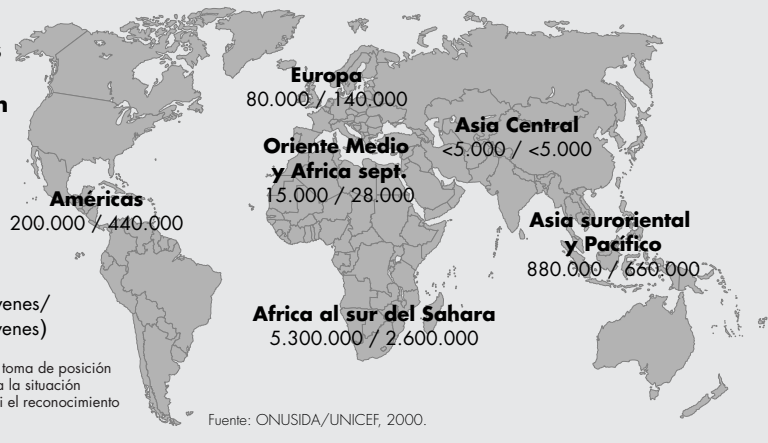 Europa
80.000 / 140.000
Asia Central
<5.000 / <5.000
Oriente Medio
y Africa sept.
15.000 / 28.000
Américas
200.000 / 440.000
Asia suroriental
y Pacífico
880.000 / 660.000
Africa al sur del Sahara
5.300.000 / 2.600.000
toma de posición
a la situación
i el reconocimiento
Fuente: ONUSIDA/UNICEF, 2000.